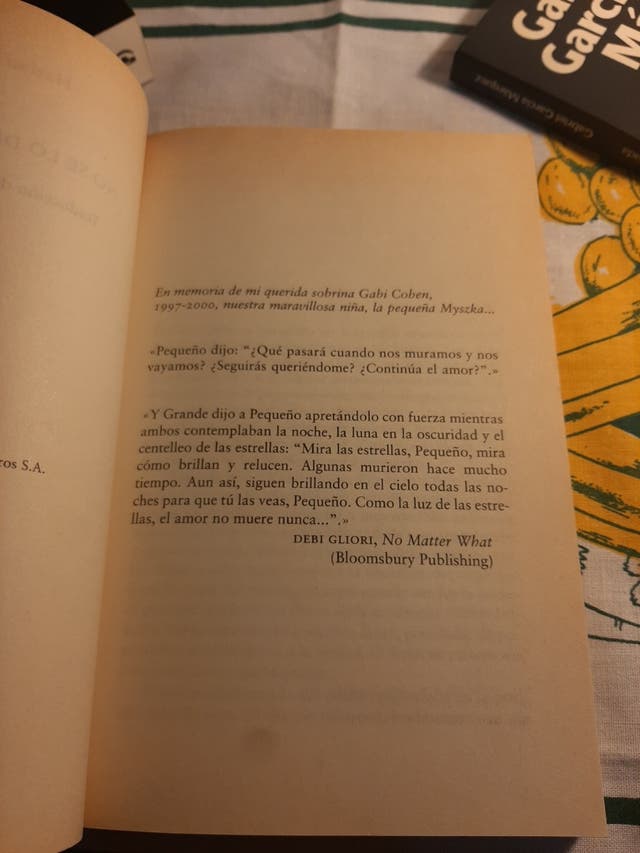 Gabriel García Márquez
ros S.A.
En memoria de mi querida sobrina Gabi Cohen,
1997-2000, nuestra maravillosa niña, la pequeña Myszka...
«Pequeño dijo: “¿Qué pasará cuando nos muramos y nos
vayamos? ¿Seguirás queriéndome? ¿Continúa el amor?”.»
«Y Grande dijo a Pequeño apretándolo con fuerza mientras
ambos contemplaban la noche, la luna en la oscuridad y el
centelleo de las estrellas: “Mira las estrellas, Pequeño, mira
cómo brillan y relucen. Algunas murieron hace mucho
tiempo. Aun así, siguen brillando en el cielo todas las no-
ches para que tú las veas, Pequeño. Como la luz de las estre-
llas, el amor no muere nunca...”.»
DEBI GLIORI, No Matter What
(Bloomsbury Publishing)